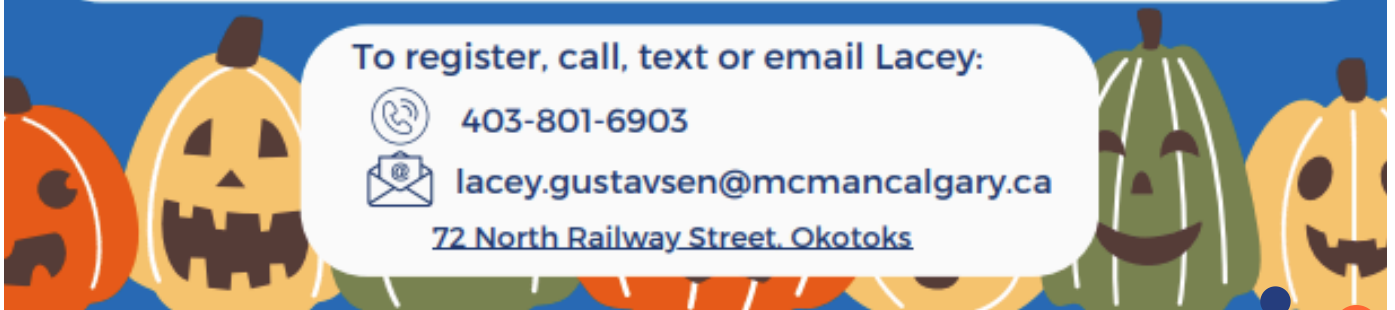 To register, call, text or email Lacey:
403-801-6903
@
lacey.gustavsen@mcmancalgary.ca
72 North Railway Street, Okotoks